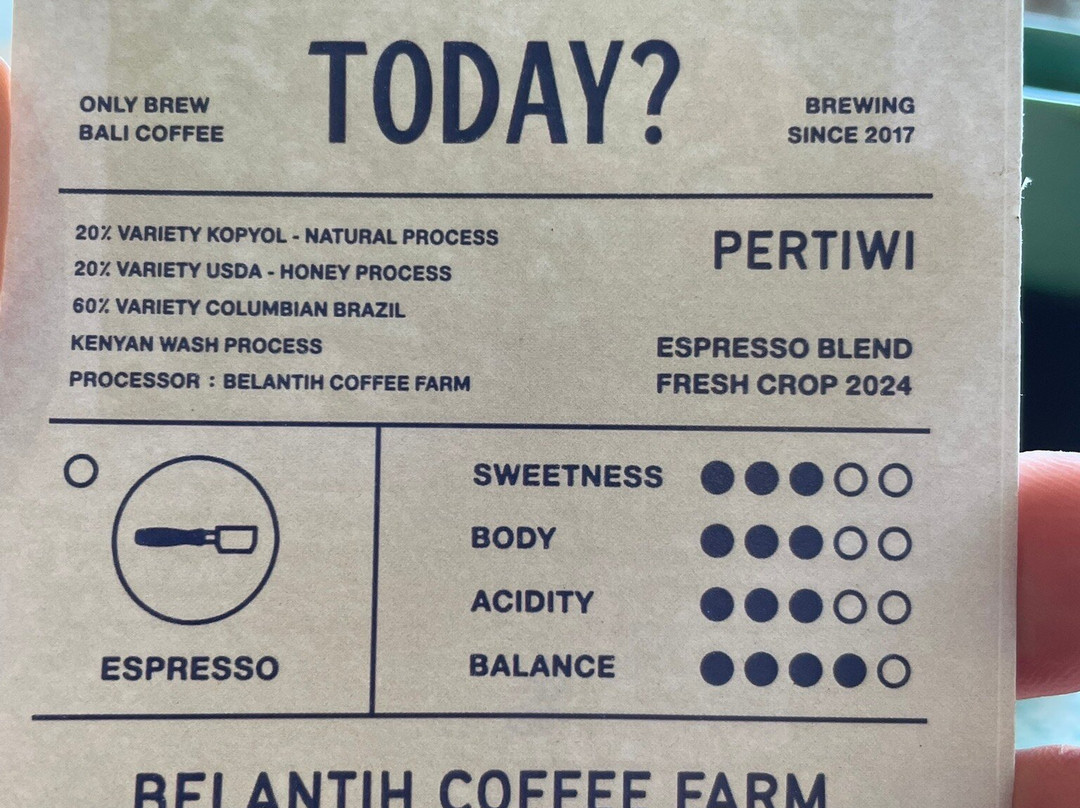 TODAY?
ONLY BREW
BALI COFFEE
BREWING
SINCE 2017
20% VARIETY KOPYOL - NATURAL PROCESS
20% VARIETY USDA - HONEY PROCESS
60% VARIETY COLUMBIAN BRAZIL
KENYAN WASH PROCESS
PROCESSOR : BELANTIH COFFEE FARM
PERTIWI
ESPRESSO BLEND
FRESH CROP 2024
ESPRESSO
SWEETNESS
BODY
ACIDITY
BALANCE
BELANTIH COFFEE FARM